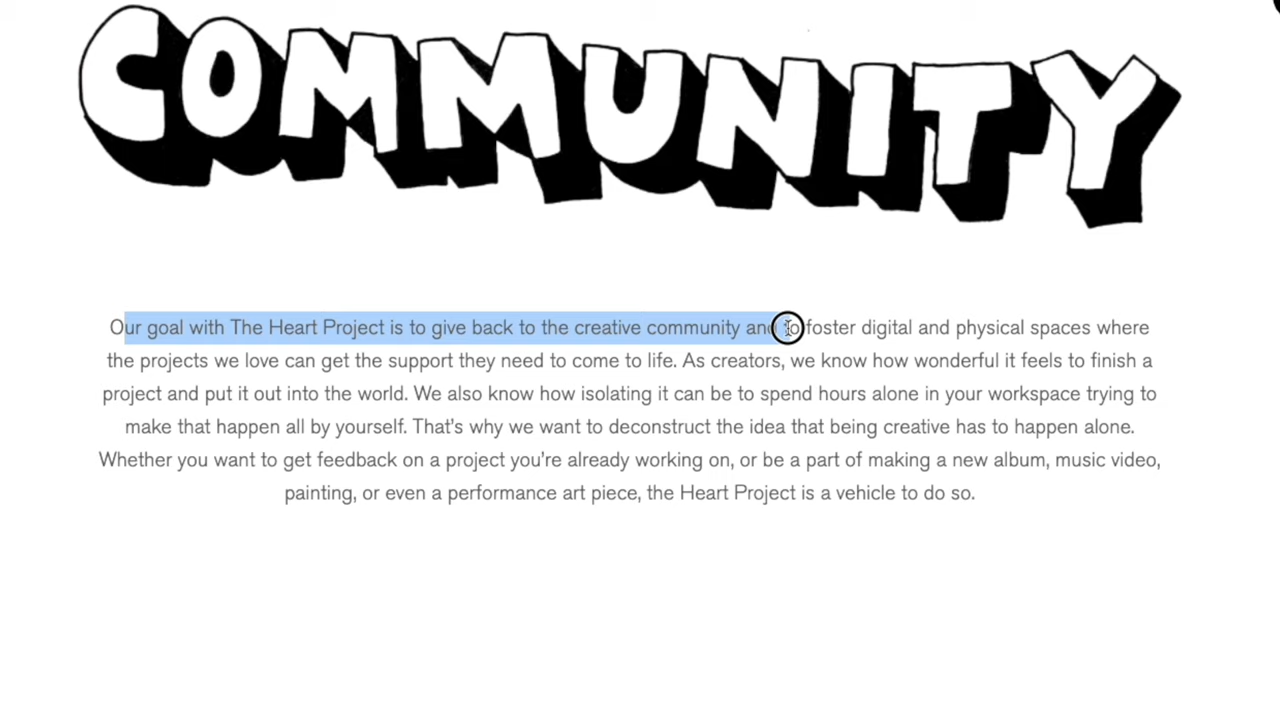 COMMUNITY
Our goal with The Heart Project is to give back to the creative community and to foster digital and physical spaces where
the projects we love can get the support they need to come to life. As creators, we know how wonderful it feels to finish a
project and put it out into the world. We also know how isolating it can be to spend hours alone in your workspace trying to
make that happen all by yourself. That's why we want to deconstruct the idea that being creative has to happen alone.
Whether you want to get feedback on a project you're already working on, or be a part of making a new album, music video,
painting, or even a performance art piece, the Heart Project is a vehicle to do so.